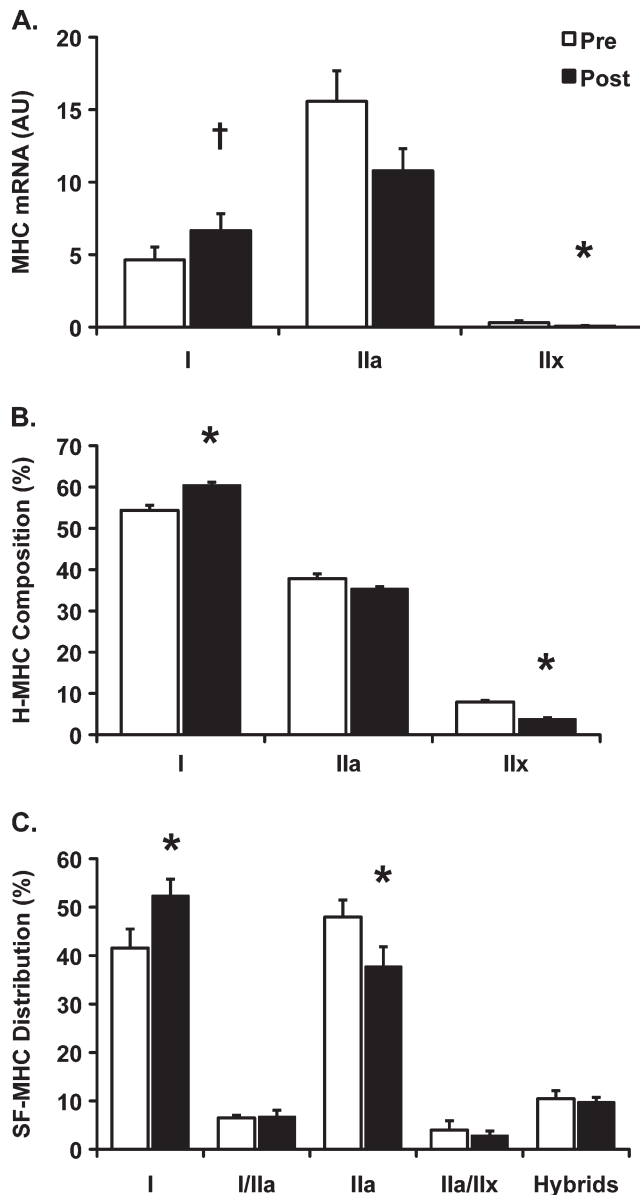 A.
MHC mRNA (AU)
20
15
10
5
0
Pre
Post
†
*
I IIa IIx
B.
H-MHC Composition (%)
70
60
50
40
30
20
10
0
*
*
I IIa IIx
C.
SF-MHC Distribution (%)
60
50
40
30
20
10
0
*
*
I I/IIa IIa IIa/IIx Hybrids